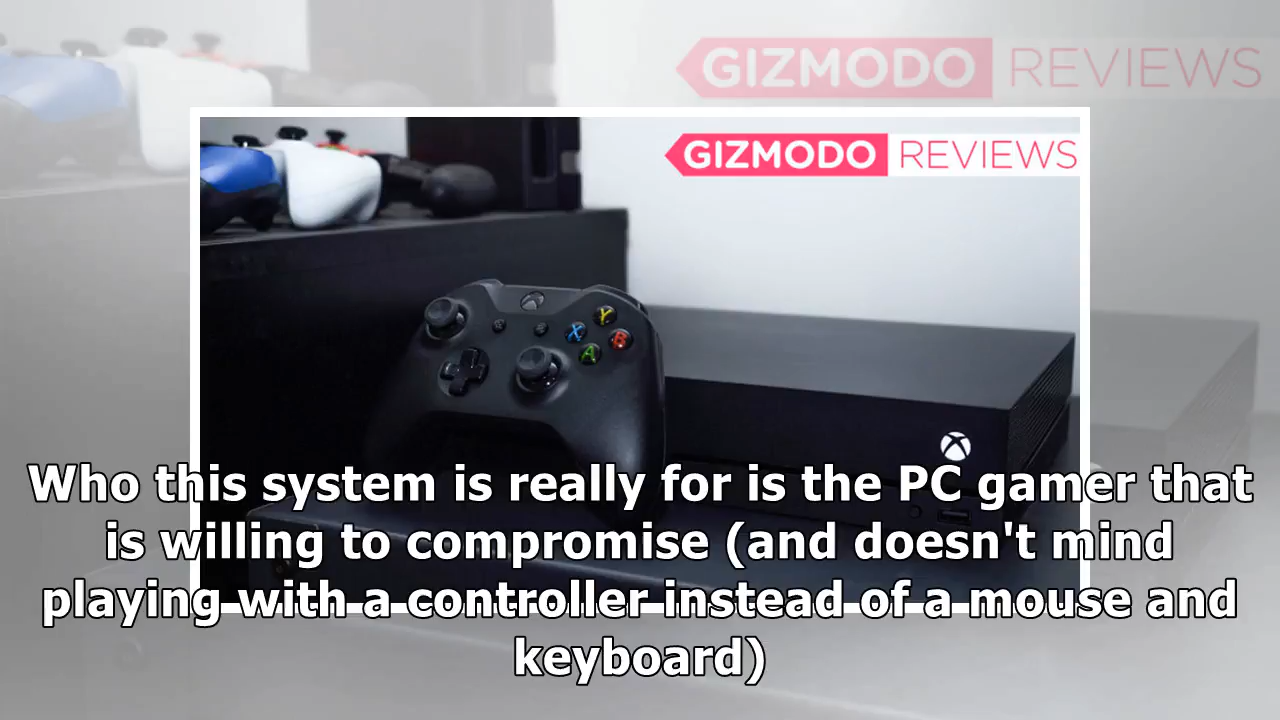 GIZMODO REVIEWS
GIZMODO REVIEWS
Y
X
B
A
Who this system is really for is the PC gamer that
is willing to compromise (and doesn't mind
playing with a controller instead of a mouse and
keyboard)